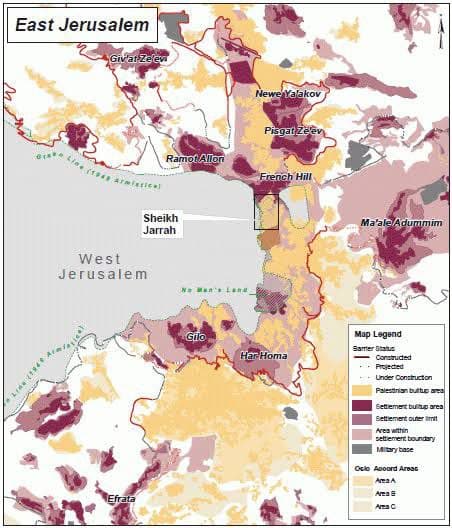 East Jerusalem
Giv'at Ze'ev
Newe Ya'akov
Pisgat Ze'ev
Ramot Allon
Green Line (1949 Armistice)
French Hill
Sheikh
Jarrah
Ma'ale Adummim
West
Jerusalem
No Man's Land
Green Line (1949 Armistice)
Gilo
Har Homa
Efrata
Map Legend
Barrier Status
Constructed
Projected
Under Construction
Palestinian builtup area
Settlement builtup area
Settlement outer limit
Area within
settlement boundary
Military base
Oslo Accord Areas
Area A
Area B
Area C